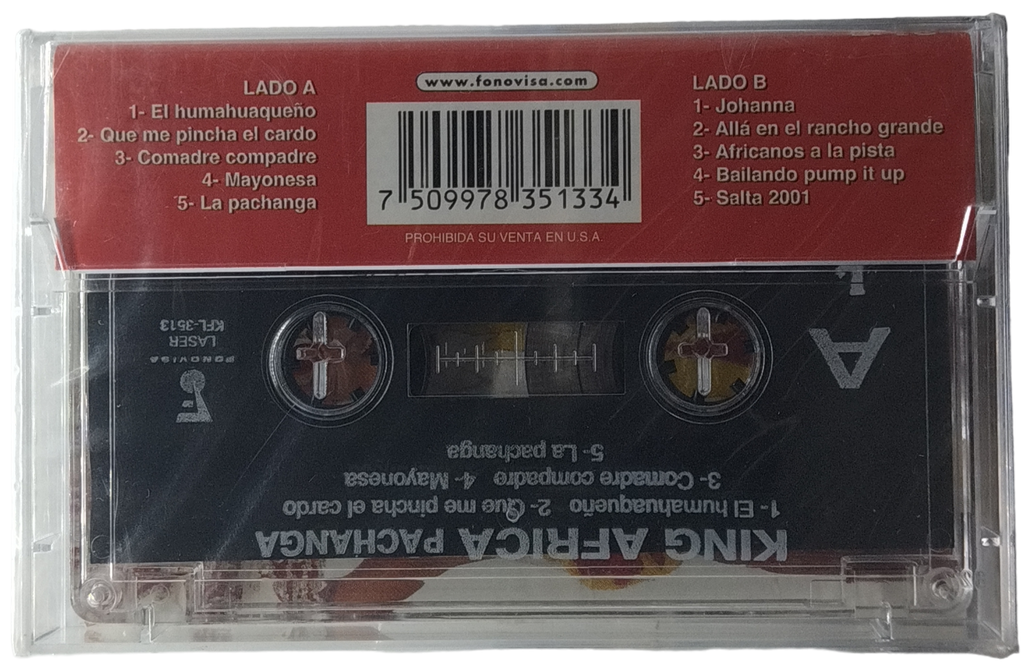 LADO A
1- El humahuaqueño
2- Que me pincha el cardo
3- Comadre compadre
4- Mayonesa
5- La pachanga
www.fonovisa.com
7 509978 351334
PROHIBIDA SU VENTA EN U.S.A.
LADO B
1- Johanna
2- Allá en el rancho grande
3- Africanos a la pista
4- Bailando pump it up
5- Salta 2001
KING AFRICA PACHANGA
1- El humahuaqueño 2- Que me pincha el cardo
3- Comadre compadre 4- Mayonesa
5- La pachanga
A
FONOVISA
LASER
KFL-3513